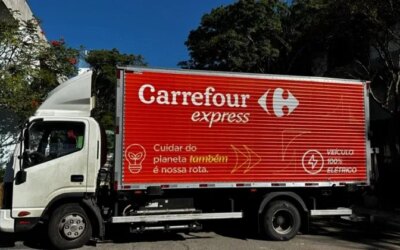 Carrefour
express
Cuidar do
planeta também
é nossa rota.
VEÍCULO
100%
ELÉTRICO